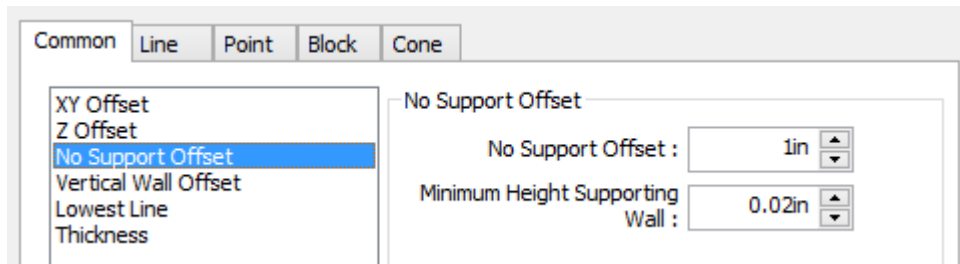 Common Line Point Block Cone
XY Offset
Z Offset
No Support Offset
Vertical Wall Offset
Lowest Line
Thickness
No Support Offset
No Support Offset : 1in
Minimum Height Supporting
Wall : 0.02in